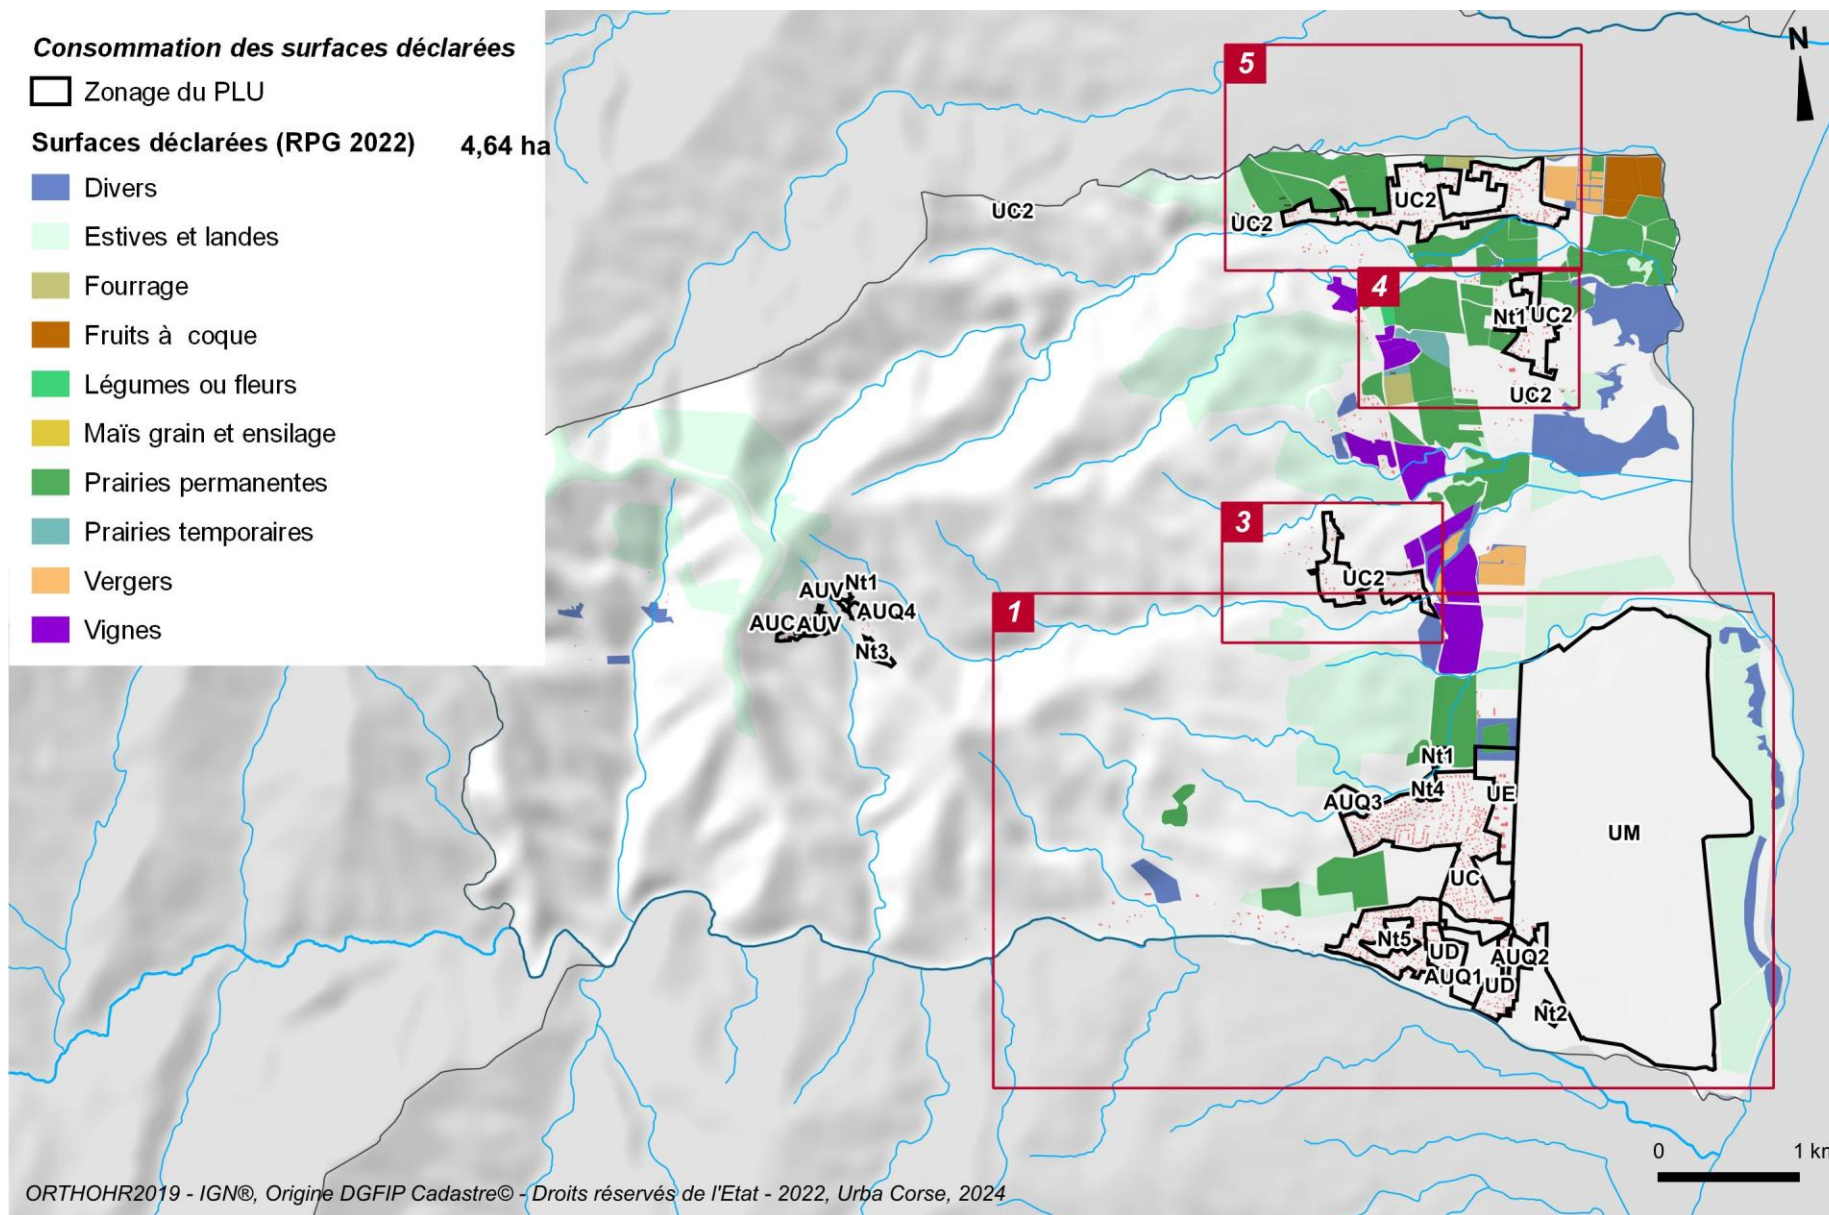 Consommation des surfaces déclarées
Zonage du PLU
Surfaces déclarées (RPG 2022) 4,64 ha
Divers
Estives et landes
Fourrage
Fruits à coque
Légumes ou fleurs
Maïs grain et ensilage
Prairies permanentes
Prairies temporaires
Vergers
Vignes
N
5
UC2
UC2
UC2
4
Nt1 UC2
UC2
3
UC2
AUV Nt1
AUQ4
AUC AUV
Nt3
1
Nt1
Nt4
UE
AUQ3
UM
UC
Nt5
UD
AUQ2
AUQ1
UD
Nt2
0 1 km
ORTHOHR2019 - IGN®, Origine DGFIP Cadastre© - Droits réservés de l'Etat - 2022, Urba Corse, 2024